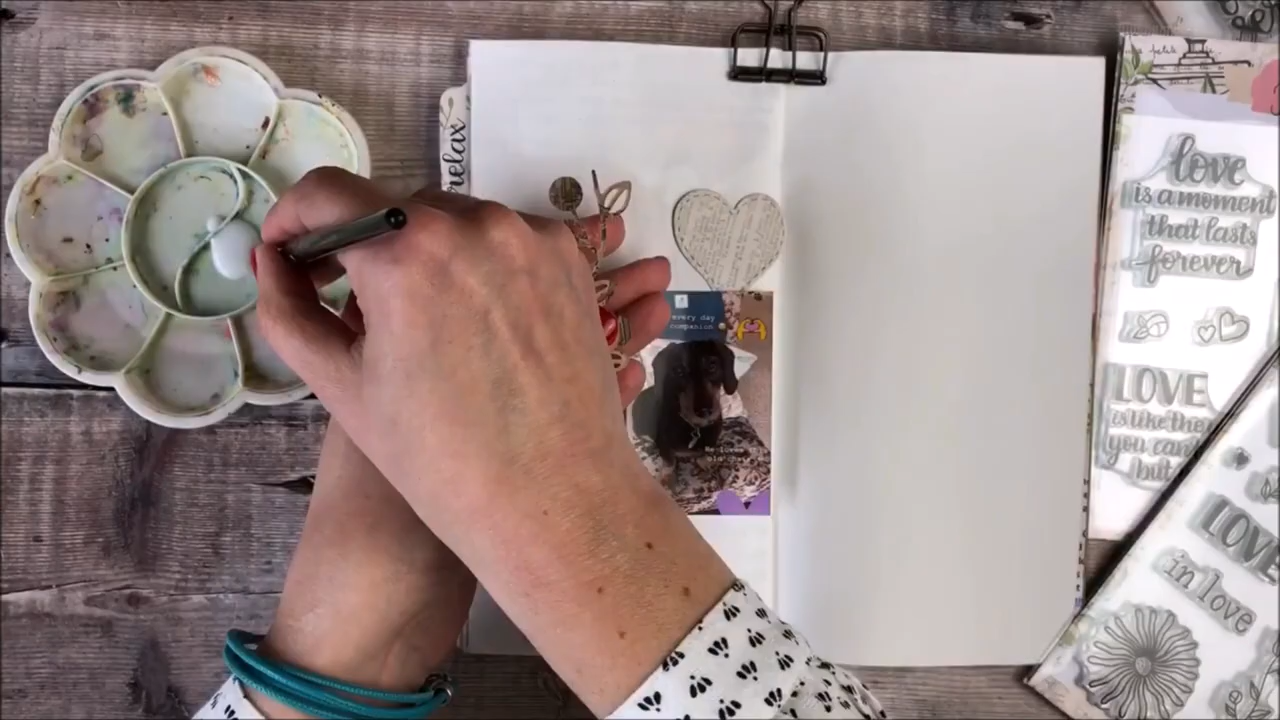 relax
every day
companion
love
is a moment
that lasts
forever
LOVE
is like the
you can
but
LOVE
in love